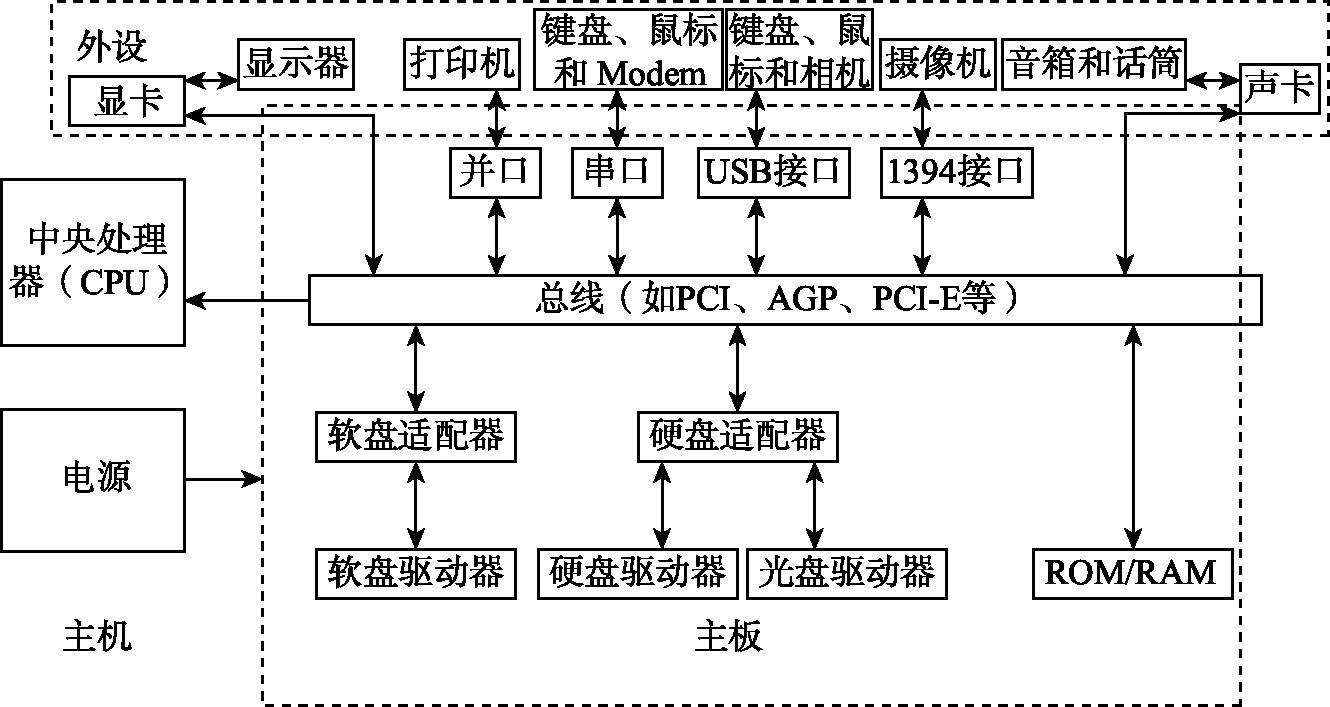 外设
显示器
打印机
键盘、鼠标
和 Modem
键盘、鼠
标和相机
摄像机
音箱和话筒
显卡
声卡
并口
串口
USB接口
1394接口
中央处理
器（CPU）
总线（如PCI、AGP、PCI-E等）
软盘适配器
硬盘适配器
电源
软盘驱动器
硬盘驱动器
光盘驱动器
ROM/RAM
主机
主板